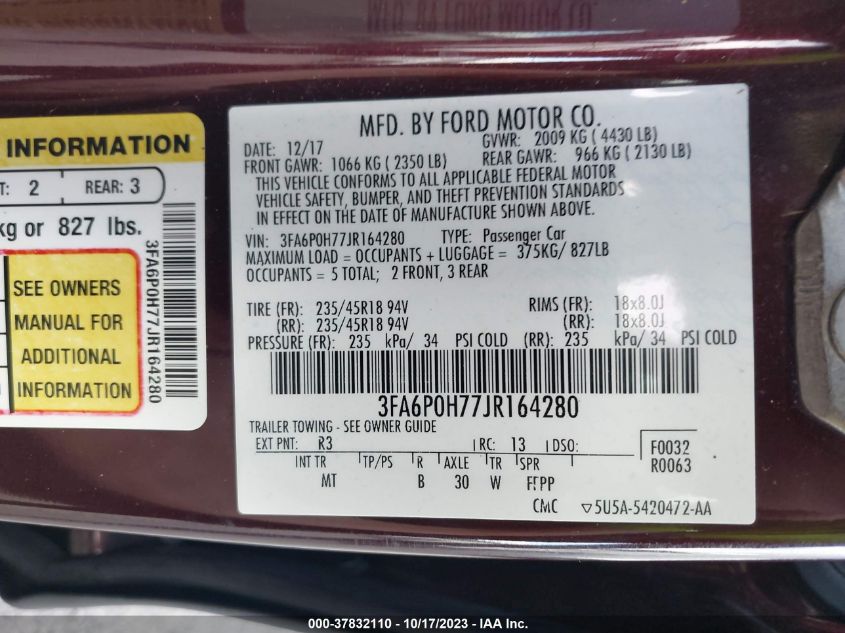 INFORMATION
T: 2 REAR: 3
kg or 827 lbs.
SEE OWNERS
MANUAL FOR
ADDITIONAL
INFORMATION
3FA6P0H77JR164280
MFD. BY FORD MOTOR CO.
DATE: 12/17 GVWR: 2009 KG ( 4430 LB)
FRONT GAWR: 1066 KG ( 2350 LB) REAR GAWR: 966 KG ( 2130 LB)
THIS VEHICLE CONFORMS TO ALL APPLICABLE FEDERAL MOTOR
VEHICLE SAFETY, BUMPER, AND THEFT PREVENTION STANDARDS
IN EFFECT ON THE DATE OF MANUFACTURE SHOWN ABOVE.
VIN: 3FA6P0H77JR164280 TYPE: Passenger Car
MAXIMUM LOAD = OCCUPANTS + LUGGAGE = 375KG/ 827LB
OCCUPANTS = 5 TOTAL; 2 FRONT, 3 REAR
TIRE (FR): 235/45R18 94V RIMS (FR): 18x8.0J
(RR): 235/45R18 94V (RR): 18x8.0J
PRESSURE (FR): 235 kPa/ 34 PSI COLD (RR): 235 kPa/ 34 PSI COLD
3FA6P0H77JR164280
TRAILER TOWING - SEE OWNER GUIDE
EXT PNT: R3 RC: 13 DSO: F0032
R0063
INT TR TP/PS R AXLE TR SPR
MT B 30 W FFPP
CMC ▽5U5A-5420472-AA
000-37832110 - 10/17/2023 - IAA Inc.